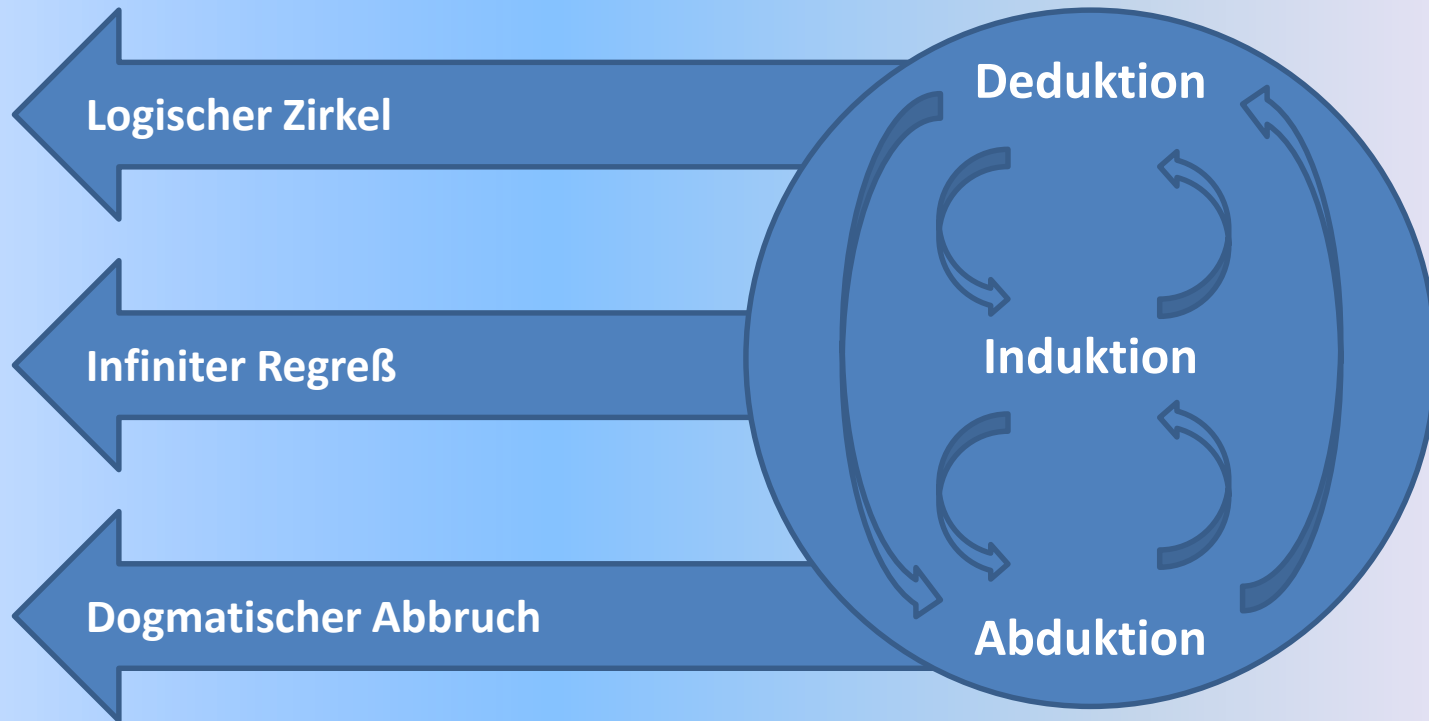 Deduktion
Logischer Zirkel
Induktion
Infiniter Regreß
Dogmatischer Abbruch
Abduktion